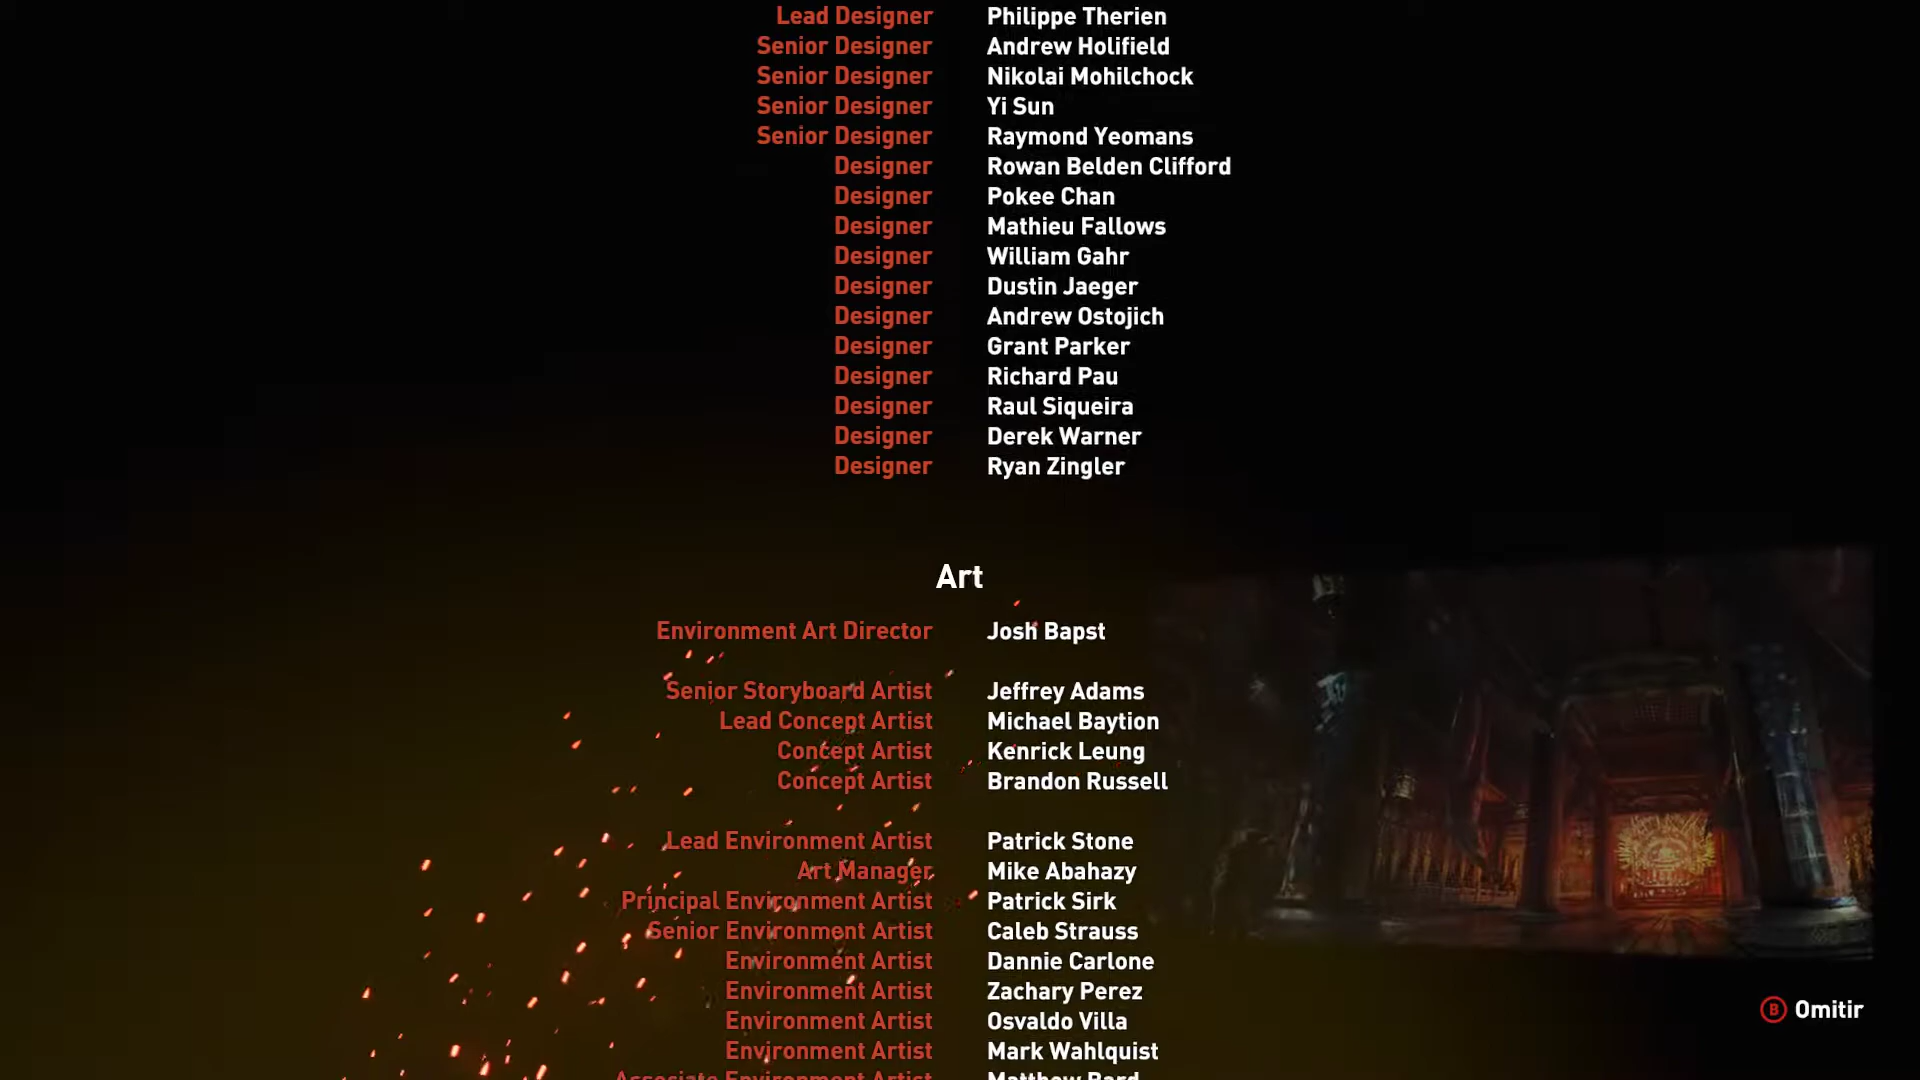 Lead Designer Philippe Therien
Senior Designer Andrew Holifield
Senior Designer Nikolai Mohilchock
Senior Designer Yi Sun
Senior Designer Raymond Yeomans
Designer Rowan Belden Clifford
Designer Pokee Chan
Designer Mathieu Fallows
Designer William Gahr
Designer Dustin Jaeger
Designer Andrew Ostojich
Designer Grant Parker
Designer Richard Pau
Designer Raul Siqueira
Designer Derek Warner
Designer Ryan Zingler
Art
Environment Art Director Josh Bapst
Senior Storyboard Artist Jeffrey Adams
Lead Concept Artist Michael Baytion
Concept Artist Kenrick Leung
Concept Artist Brandon Russell
Lead Environment Artist Patrick Stone
Art Manager Mike Abahazy
Principal Environment Artist Patrick Sirk
Senior Environment Artist Caleb Strauss
Environment Artist Dannie Carlone
Environment Artist Zachary Perez
Environment Artist Osvaldo Villa
Environment Artist Mark Wahlquist
Associate Environment Artist Matthew Bard
B Omitir